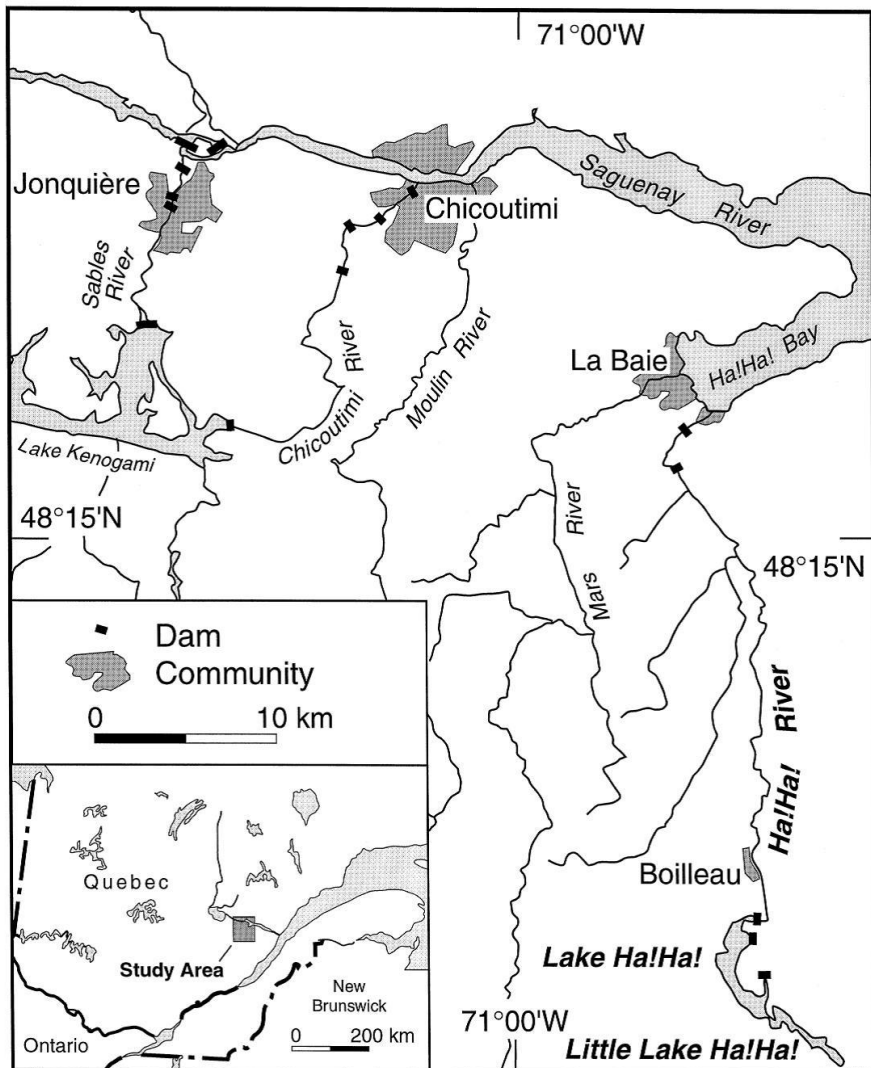 71°00'W
Jonquière
Chicoutimi
Saguenay River
Sables River
La Baie
Ha!Ha! Bay
Chicoutimi River
Moulin River
Lake Kenogami
48°15'N
48°15'N
Mars River
Dam
Community
0 10 km
Ha!Ha! River
Boilleau
Quebec
Study Area
Lake Ha!Ha!
New
Brunswick
71°00'W
Ontario
0 200 km
Little Lake Ha!Ha!